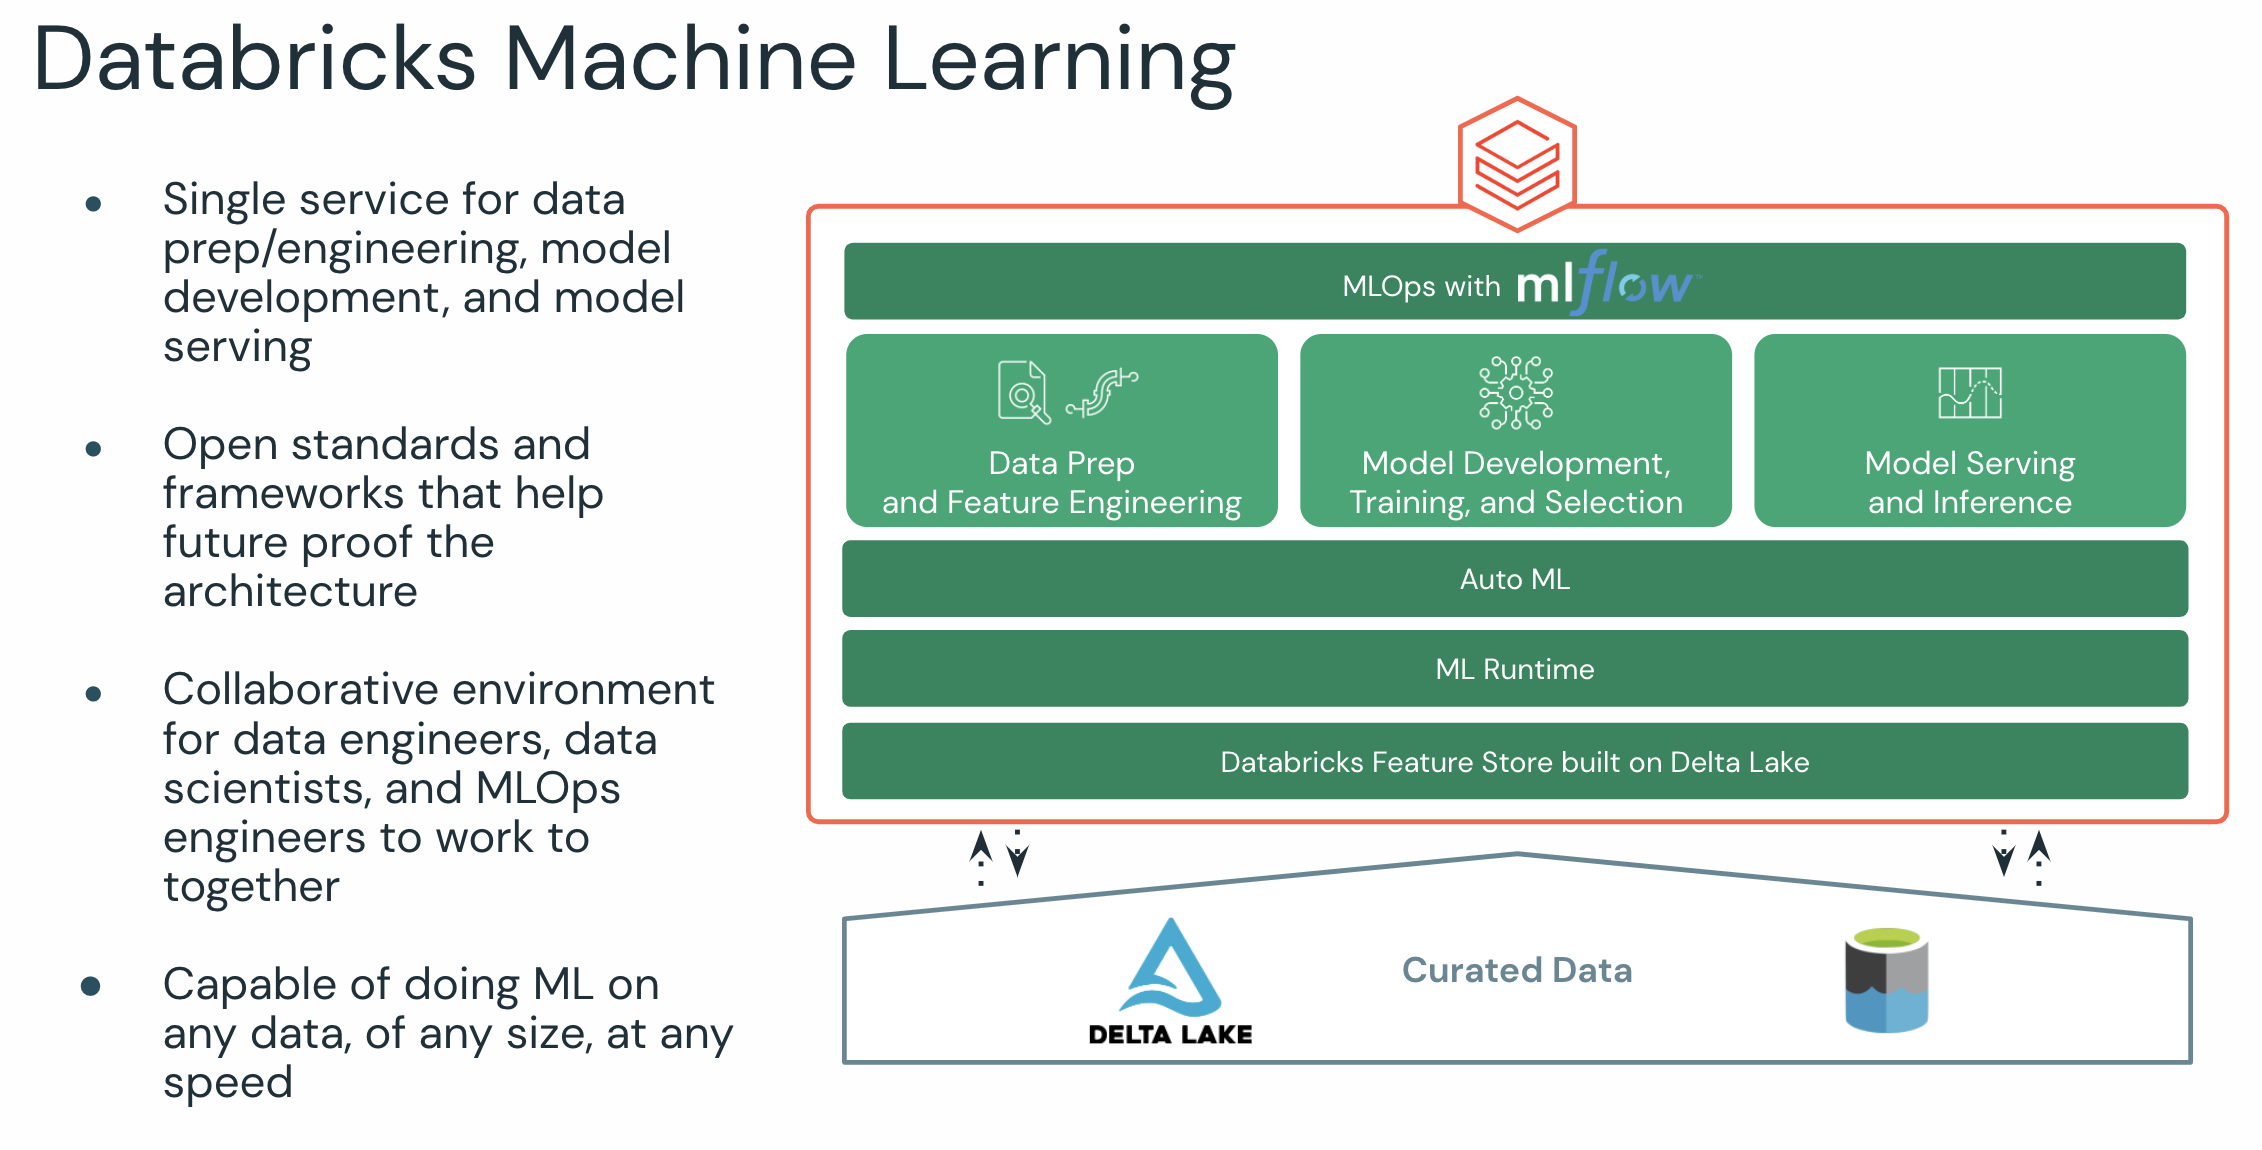 Databricks Machine Learning
Single service for data
prep/engineering, model
development, and model
serving
Open standards and
frameworks that help
future proof the
architecture
Collaborative environment
for data engineers, data
scientists, and MLOps
engineers to work to
together
Capable of doing ML on
any data, of any size, at any
speed
MLOps with mlflow™
Data Prep
and Feature Engineering
Model Development,
Training, and Selection
Model Serving
and Inference
Auto ML
ML Runtime
Databricks Feature Store built on Delta Lake
Curated Data
DELTA LAKE